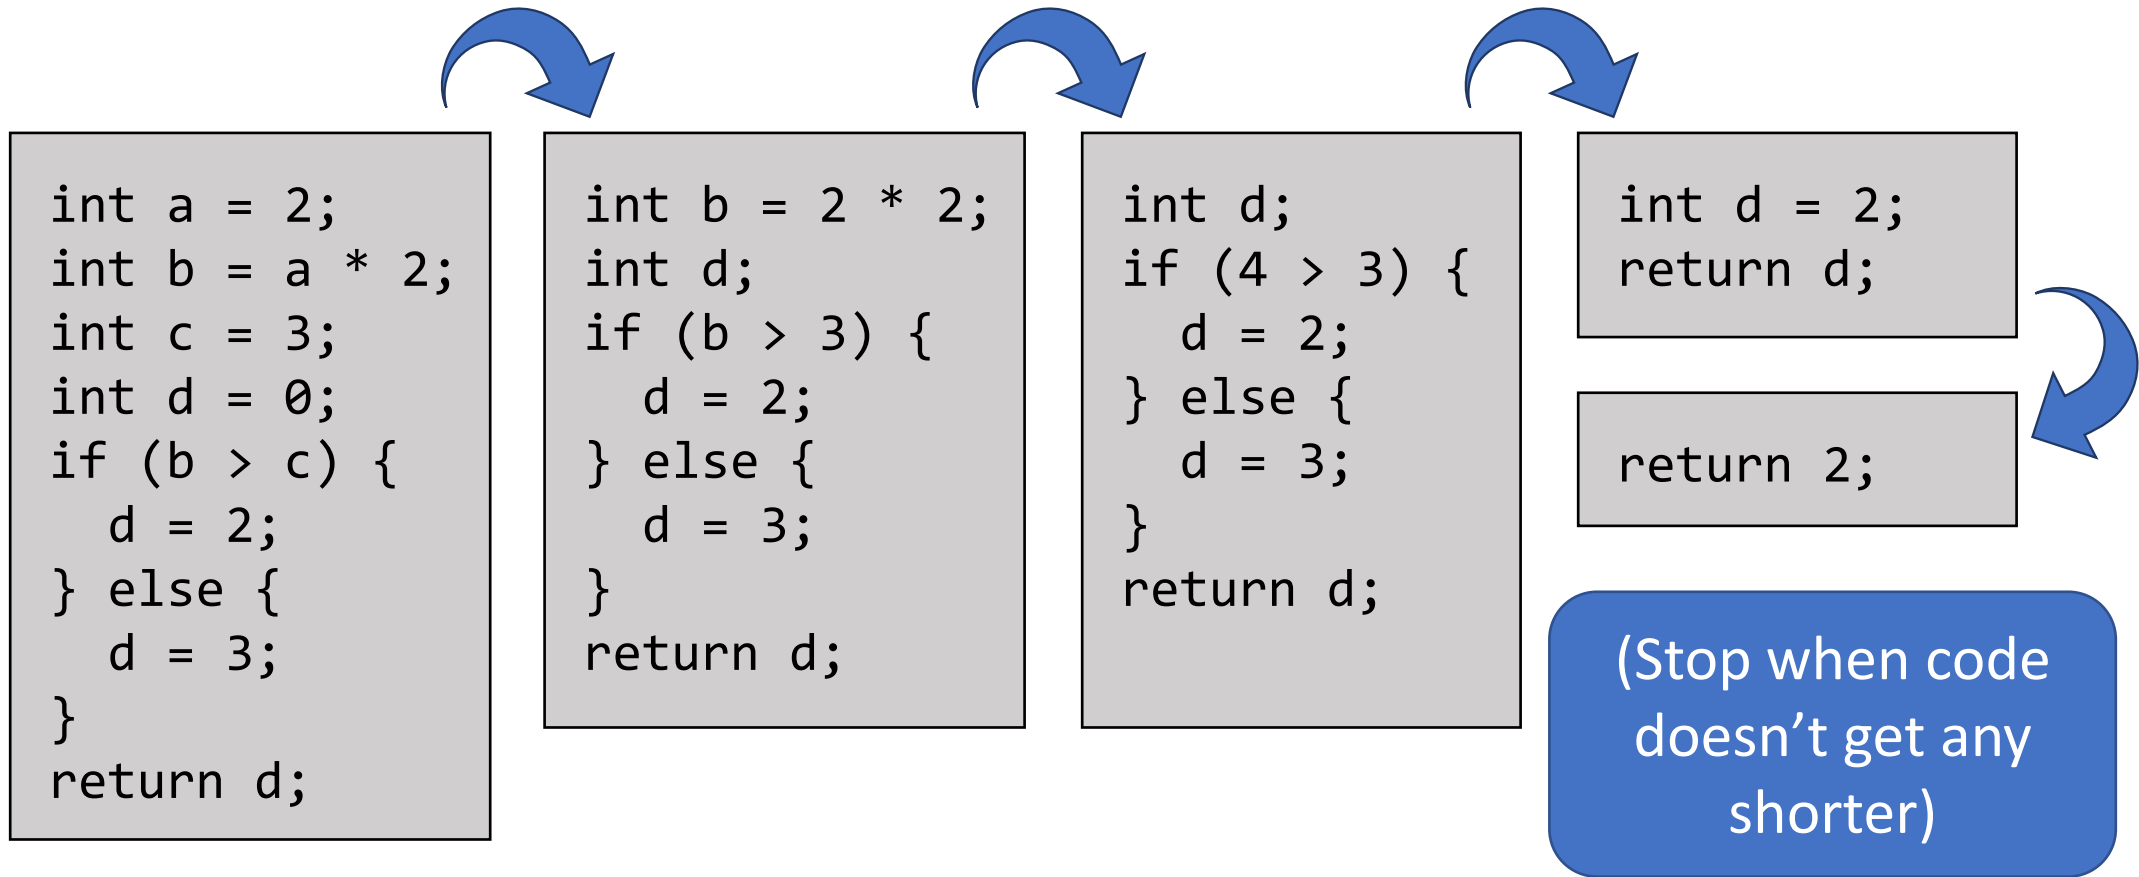 int a = 2;
int b = a * 2;
int c = 3;
int d = 0;
if (b > c) {
  d = 2;
} else {
  d = 3;
}
return d;
int b = 2 * 2;
int d;
if (b > 3) {
  d = 2;
} else {
  d = 3;
}
return d;
int d;
if (4 > 3) {
  d = 2;
} else {
  d = 3;
}
return d;
int d = 2;
return d;
return 2;
(Stop when code
doesn’t get any
shorter)